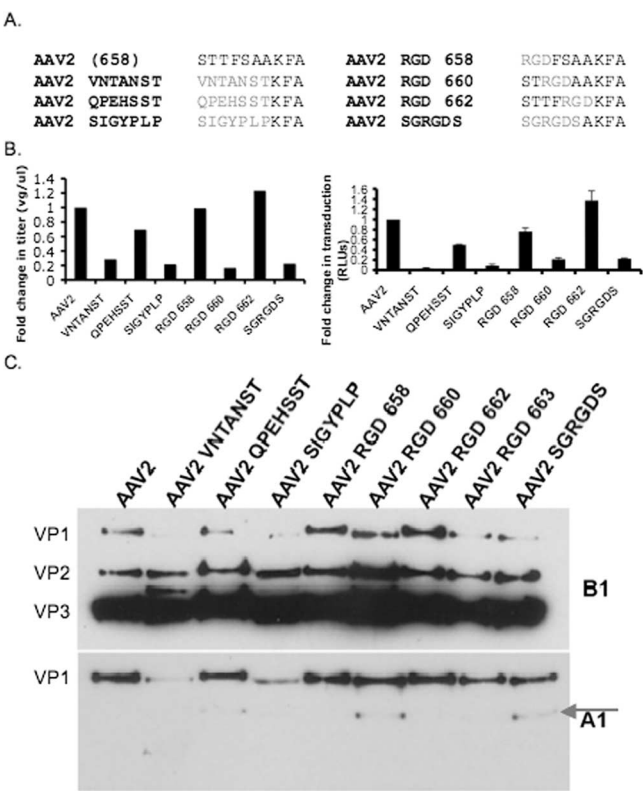 A.
AAV2 (658) STTFSAAKFA AAV2 RGD 658 RGDFSAAKFA
AAV2 VNTANST VNTANSTKFA AAV2 RGD 660 STRGDAAKFA
AAV2 QPEHSST QPEHSSTKFA AAV2 RGD 662 STTFRGDKFA
AAV2 SIGYPLP SIGYPLPKFA AAV2 SGRGDS SGRGDSAKFA
B.
Fold change in titer (vg/ul)
1.4
1.2
1
0.8
0.6
0.4
0.2
0
AAV2
VNTANST
QPEHSST
SIGYPLP
RGD 658
RGD 660
RGD 662
SGRGDS
Fold change in transduction
(RLUs)
1.6
1.4
1.2
1
0.8
0.6
0.4
0.2
0
AAV2
VNTANST
QPEHSST
SIGYPLP
RGD 658
RGD 660
RGD 662
SGRGDS
C.
AAV2
AAV2 VNTANST
AAV2 QPEHSST
AAV2 SIGYPLP
AAV2 RGD 658
AAV2 RGD 660
AAV2 RGD 662
AAV2 RGD 663
AAV2 SGRGDS
VP1
VP2
VP3
B1
VP1
A1